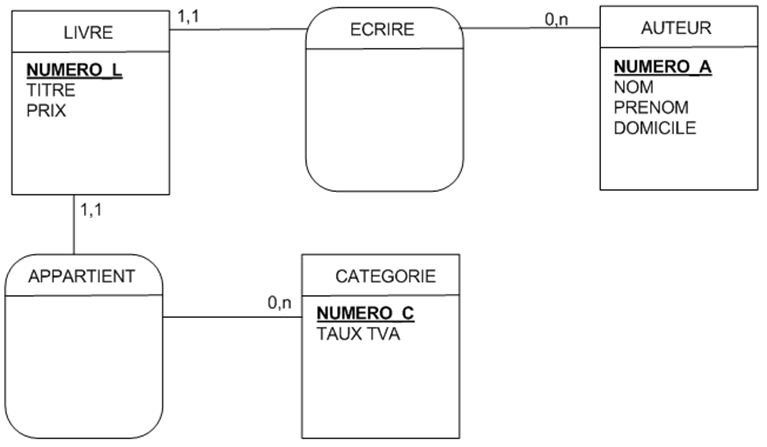 LIVRE
NUMERO_L
TITRE
PRIX
1,1
ECRIRE
0,n
AUTEUR
NUMERO_A
NOM
PRENOM
DOMICILE
1,1
APPARTIENT
0,n
CATEGORIE
NUMERO_C
TAUX TVA